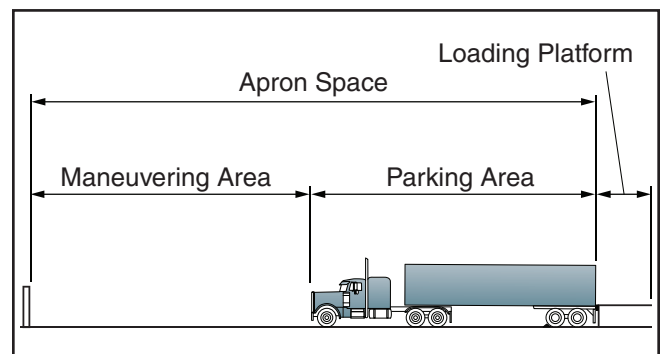 Loading Platform
Apron Space
Maneuvering Area
Parking Area